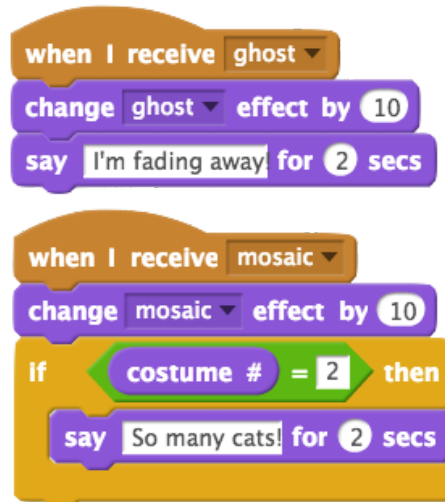 when I receive ghost
change ghost effect by 10
say I'm fading away! for 2 secs
when I receive mosaic
change mosaic effect by 10
if costume # = 2 then
say So many cats! for 2 secs